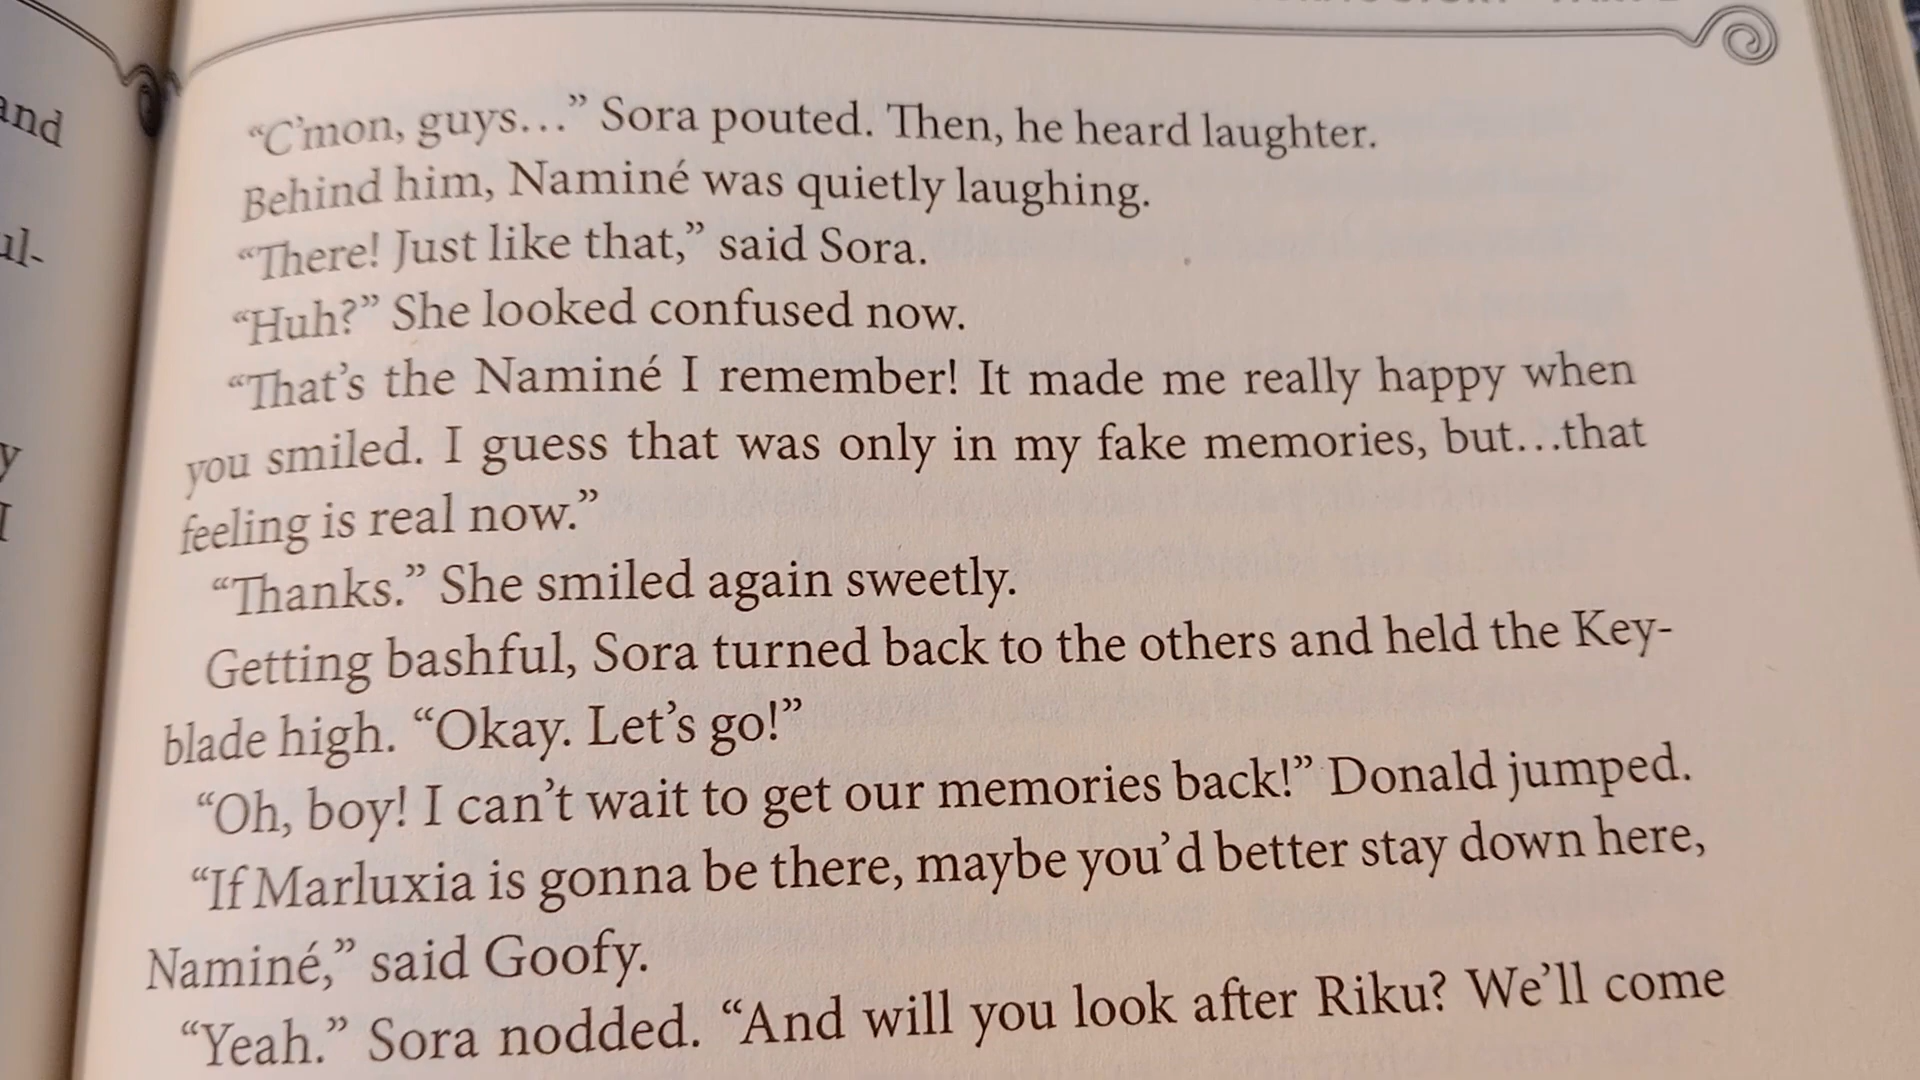 and
ul-
y
I
“C’mon, guys…” Sora pouted. Then, he heard laughter.
Behind him, Naminé was quietly laughing.
“There! Just like that,” said Sora.
“Huh?” She looked confused now.
“That’s the Naminé I remember! It made me really happy when
you smiled. I guess that was only in my fake memories, but…that
feeling is real now.”
“Thanks.” She smiled again sweetly.
Getting bashful, Sora turned back to the others and held the Key-
blade high. “Okay. Let’s go!”
“Oh, boy! I can’t wait to get our memories back!” Donald jumped.
“If Marluxia is gonna be there, maybe you’d better stay down here,
Naminé,” said Goofy.
“Yeah.” Sora nodded. “And will you look after Riku? We’ll come